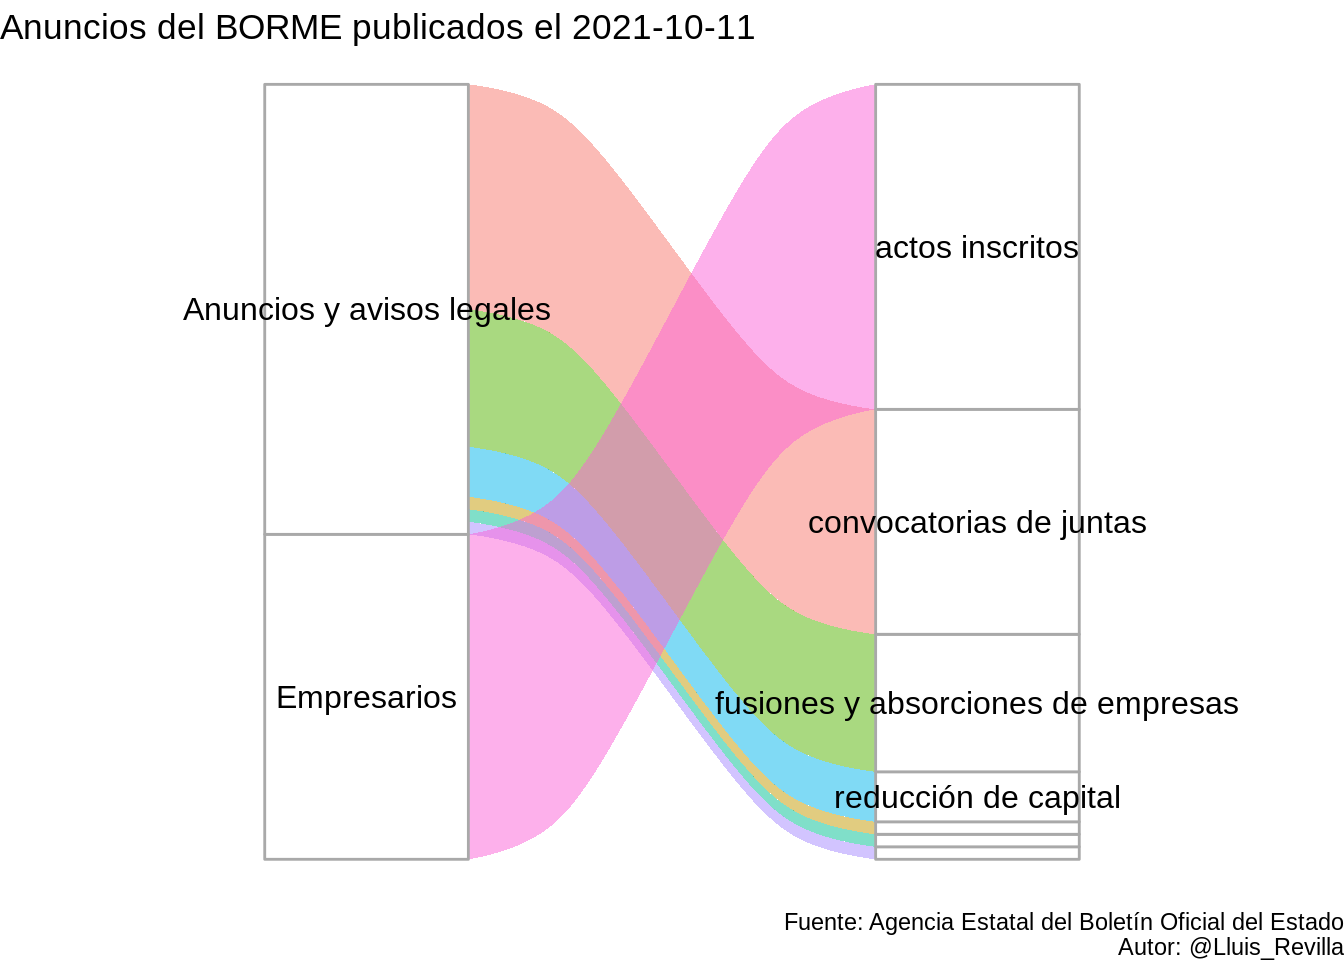 Anuncios del BORME publicados el 2021-10-11
actos inscritos
Anuncios y avisos legales
convocatorias de juntas
Empresarios
fusiones y absorciones de empresas
reducción de capital
Fuente: Agencia Estatal del Boletín Oficial del Estado
Autor: @Lluis_Revilla